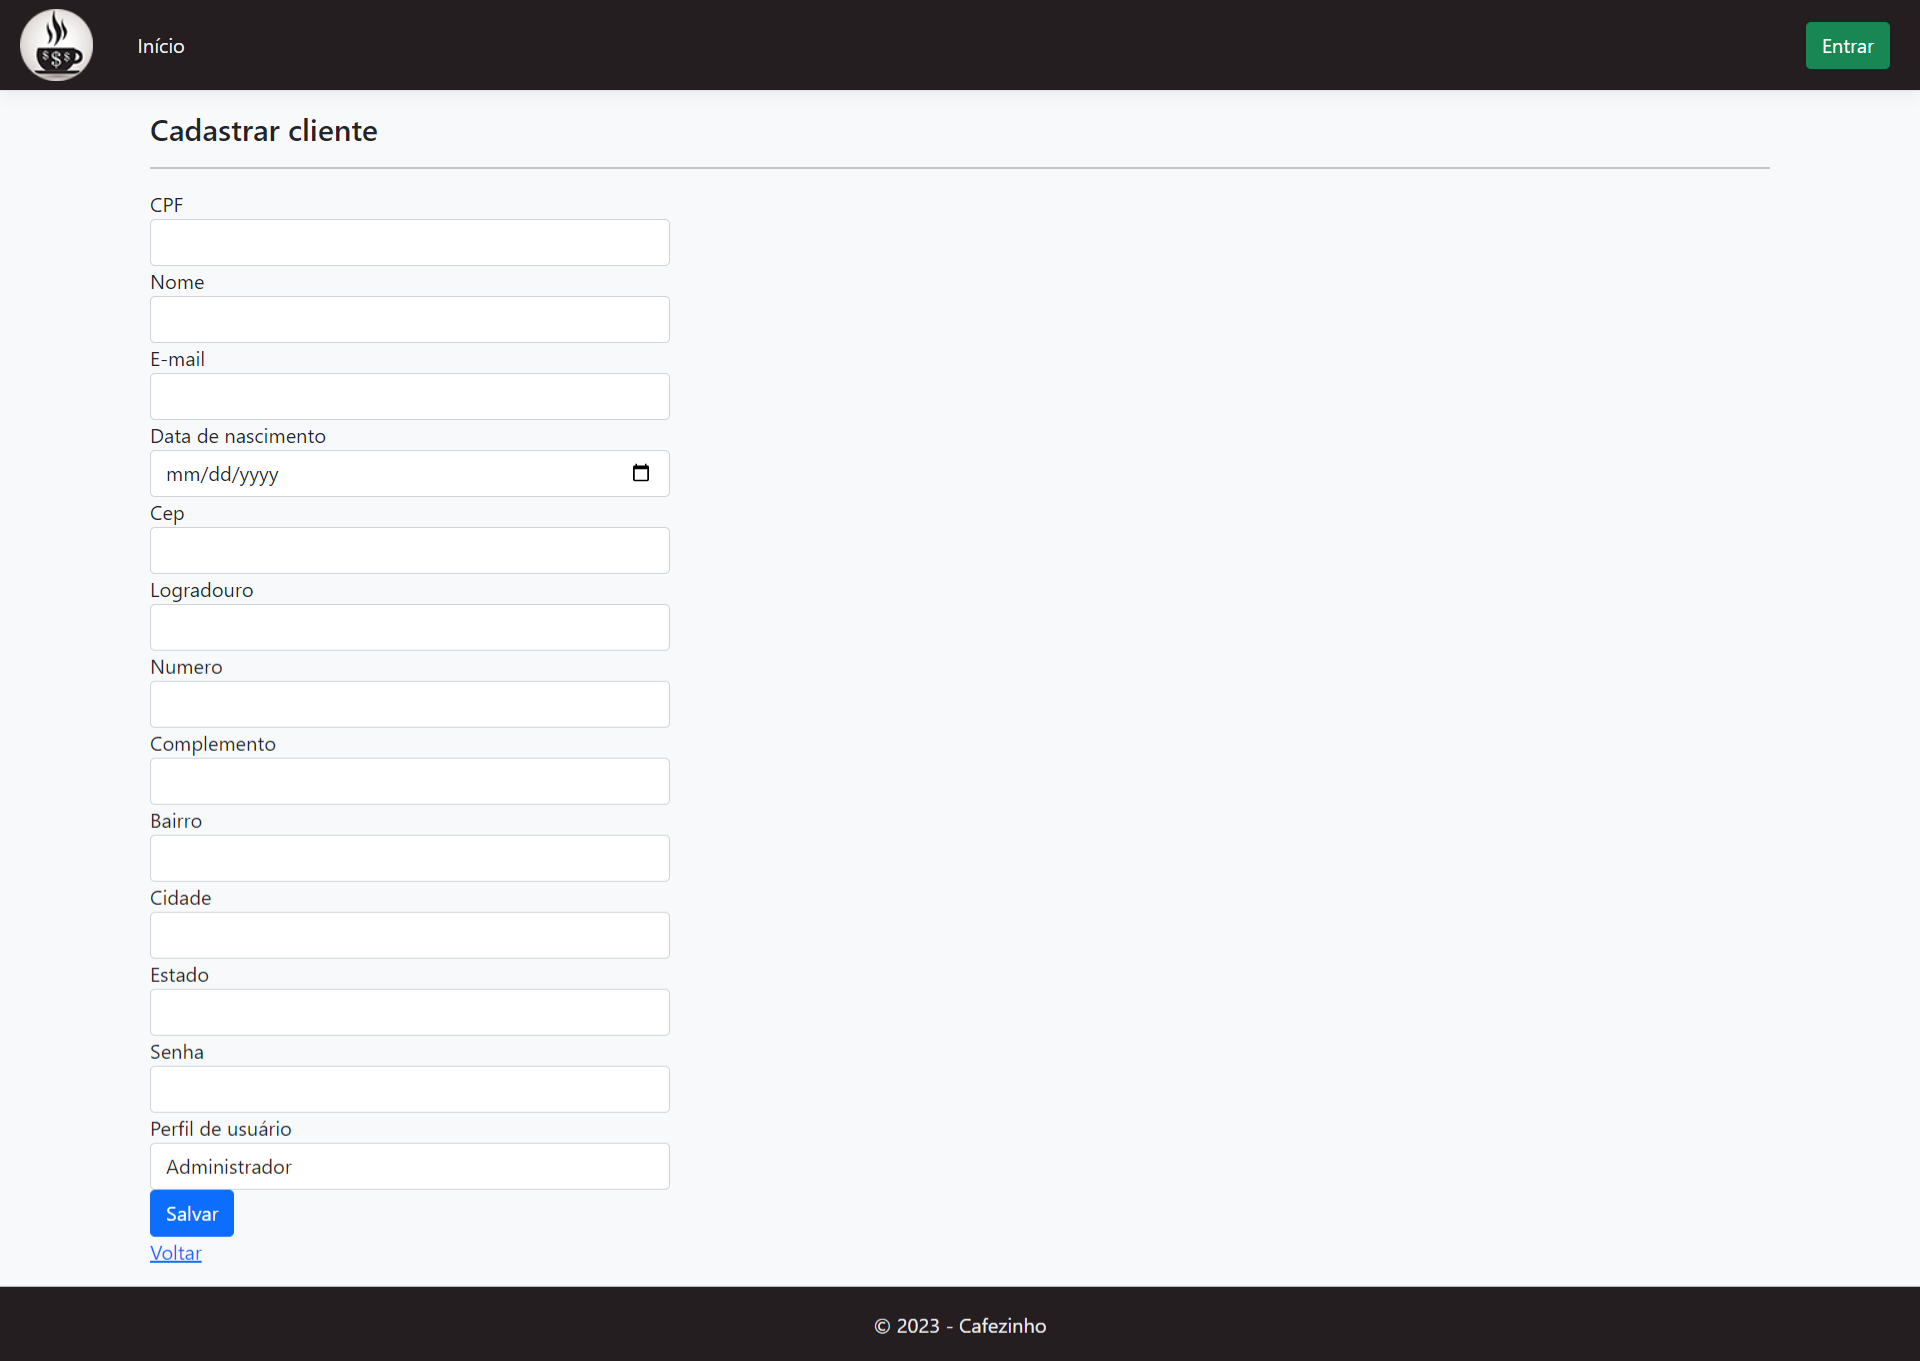 $$$
Início
Entrar
Cadastrar cliente
CPF
Nome
E-mail
Data de nascimento
mm/dd/yyyy
Cep
Logradouro
Numero
Complemento
Bairro
Cidade
Estado
Senha
Perfil de usuário
Administrador
Salvar
Voltar
© 2023 - Cafezinho